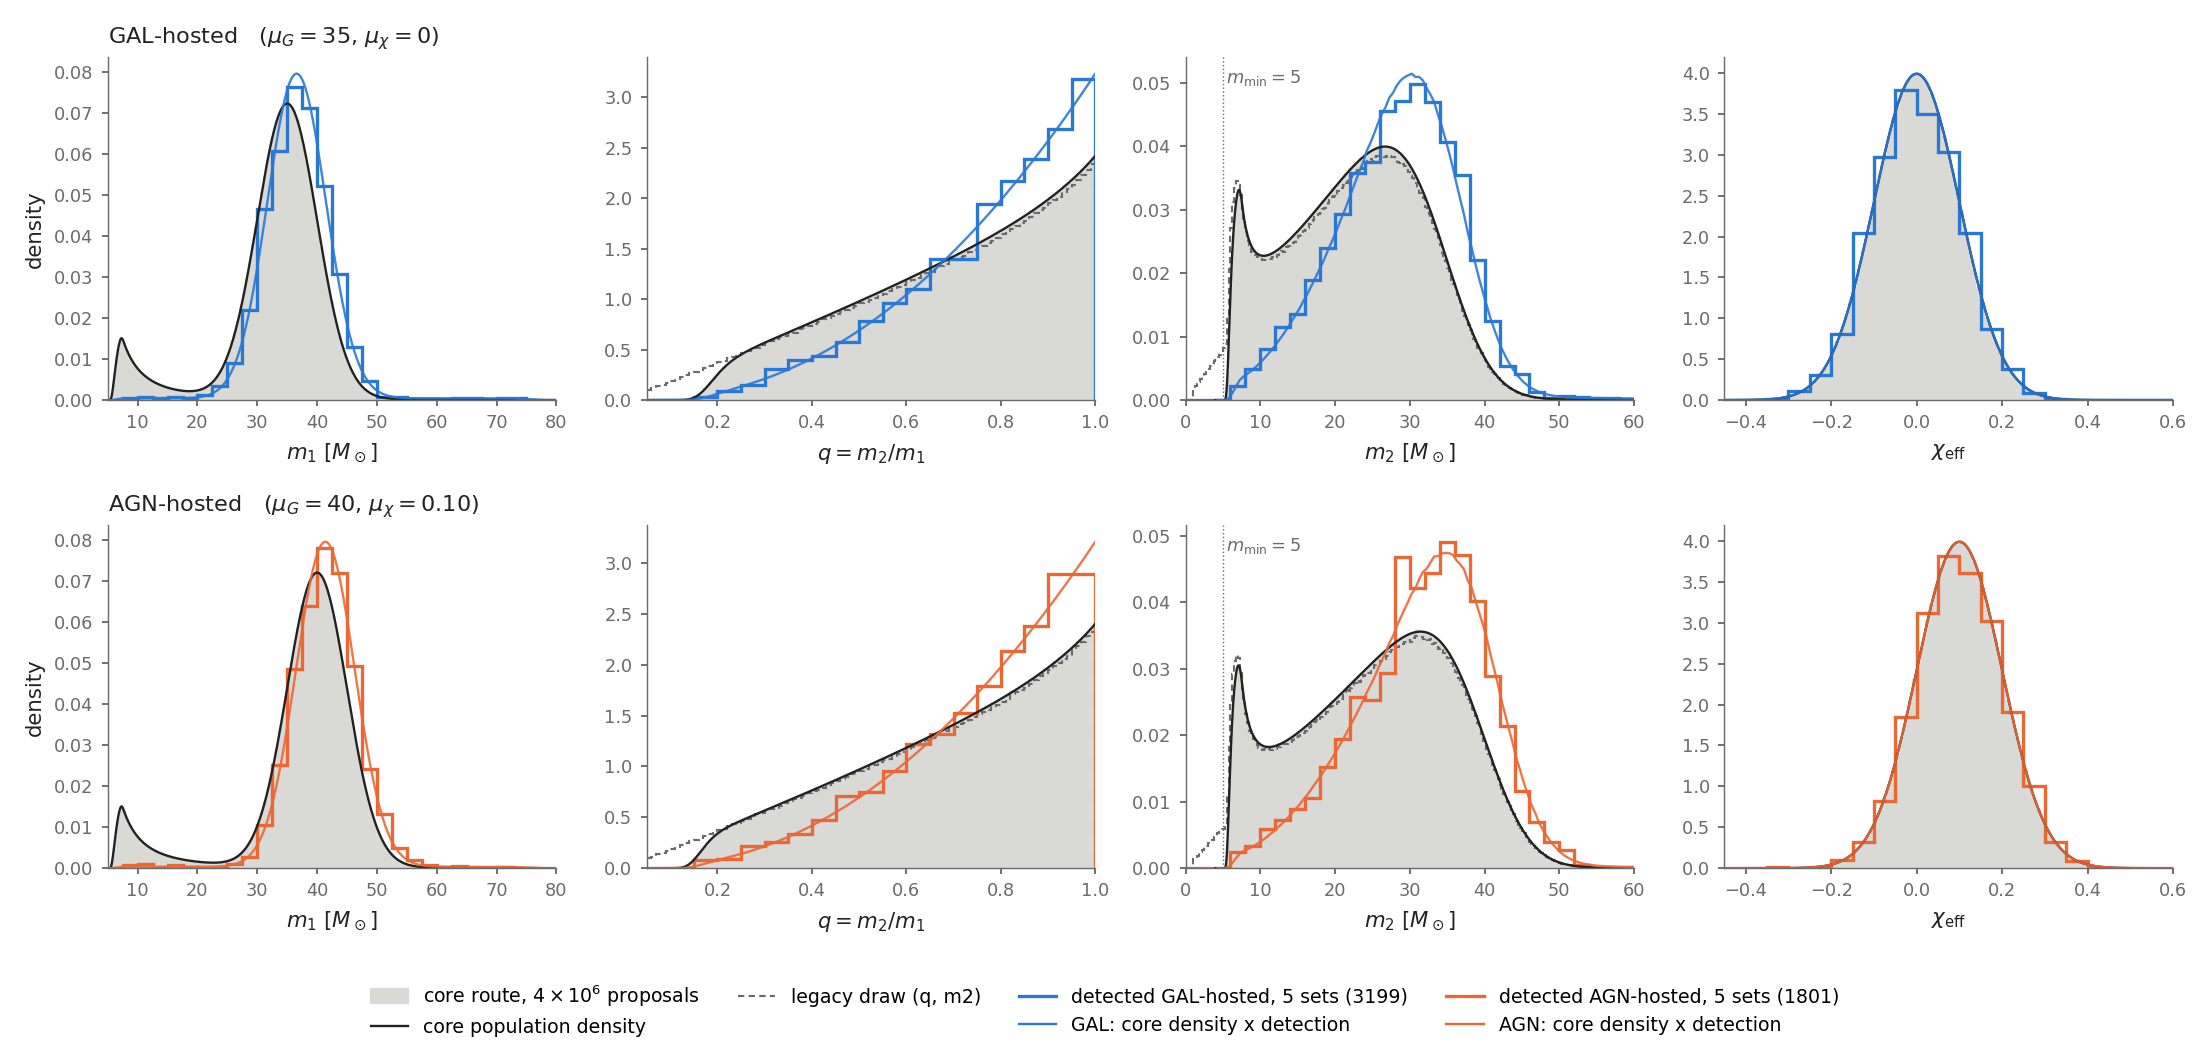 GAL-hosted (μ_G = 35, μ_χ = 0)
density
0.00 0.01 0.02 0.03 0.04 0.05 0.06 0.07 0.08
10 20 30 40 50 60 70 80
m₁ [M_⊙]
0.0 0.5 1.0 1.5 2.0 2.5 3.0
0.2 0.4 0.6 0.8 1.0
q = m₂/m₁
m_min = 5
0.00 0.01 0.02 0.03 0.04 0.05
0 10 20 30 40 50 60
m₂ [M_⊙]
0.0 0.5 1.0 1.5 2.0 2.5 3.0 3.5 4.0
−0.4 −0.2 0.0 0.2 0.4 0.6
χ_eff
AGN-hosted (μ_G = 40, μ_χ = 0.10)
density
0.00 0.01 0.02 0.03 0.04 0.05 0.06 0.07 0.08
10 20 30 40 50 60 70 80
m₁ [M_⊙]
0.0 0.5 1.0 1.5 2.0 2.5 3.0
0.2 0.4 0.6 0.8 1.0
q = m₂/m₁
m_min = 5
0.00 0.01 0.02 0.03 0.04 0.05
0 10 20 30 40 50 60
m₂ [M_⊙]
0.0 0.5 1.0 1.5 2.0 2.5 3.0 3.5 4.0
−0.4 −0.2 0.0 0.2 0.4 0.6
χ_eff
core route, 4 × 10⁶ proposals
core population density
legacy draw (q, m2)
detected GAL-hosted, 5 sets (3199)
GAL: core density x detection
detected AGN-hosted, 5 sets (1801)
AGN: core density x detection